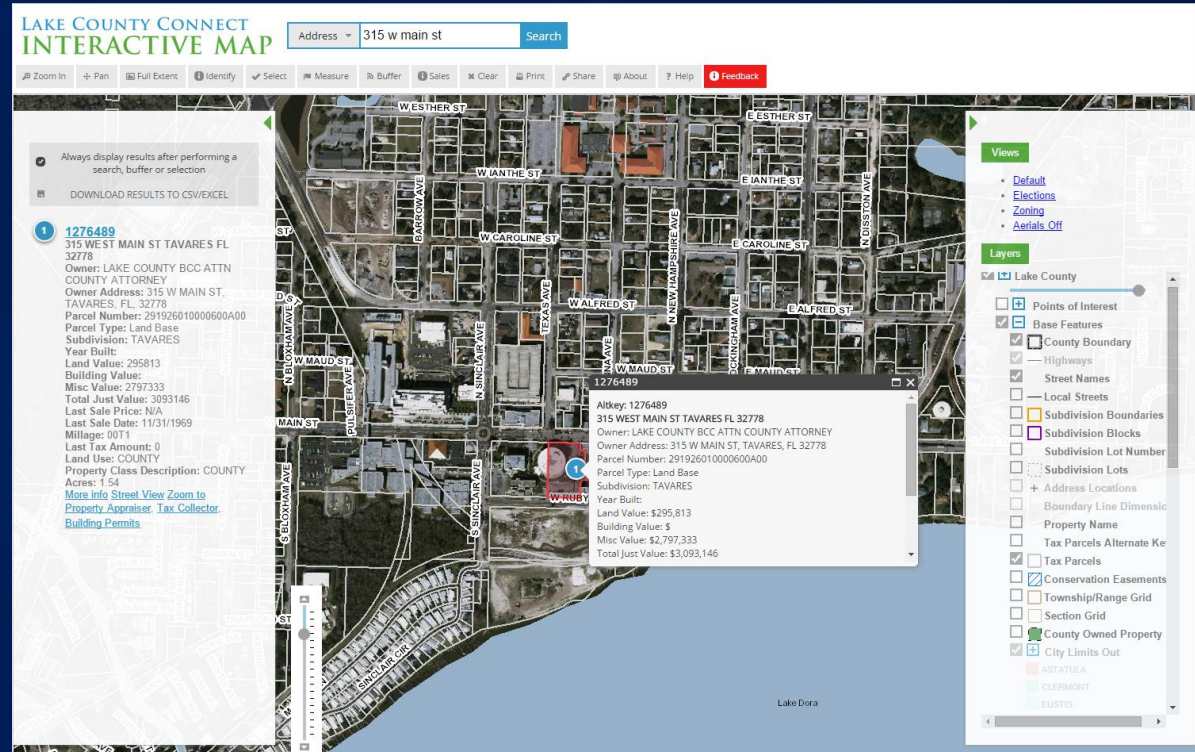 LAKE COUNTY CONNECT
INTERACTIVE MAP
Address
315 w main st
Search
Zoom In
Pan
Full Extent
Identify
Select
Measure
Buffer
Sales
Clear
Print
Share
About
? Help
Feedback
Always display results after performing a
search, buffer or selection
DOWNLOAD RESULTS TO CSV/EXCEL
1
1276489
315 WEST MAIN ST TAVARES FL
32778
Owner: LAKE COUNTY BCC ATTN
COUNTY ATTORNEY
Owner Address: 315 W MAIN ST,
TAVARES, FL, 32778
Parcel Number: 291926010000600A00
Parcel Type: Land Base
Subdivision: TAVARES
Year Built:
Land Value: 295813
Building Value:
Misc Value: 2797333
Total Just Value: 3093146
Last Sale Price: N/A
Last Sale Date: 11/31/1969
Millage: 00T1
Last Tax Amount: 0
Land Use: COUNTY
Property Class Description: COUNTY
Acres: 1.54
More info Street View Zoom to
Property Appraiser, Tax Collector,
Building Permits
W ESTHER ST
E ESTHER ST
W IANTHE ST
E IANTHE ST
BARROW AVE
N DISSTON AVE
W CAROLINE ST
E CAROLINE ST
N NEW HAMPSHIRE AVE
TEXAS AVE
W ALFRED ST
E ALFRED ST
N BLOXHAM AVE
N SINCLAIR AVE
W MAUD ST
W MAUD ST
E MAUD ST
PULSIFER AVE
MAIN ST
W RUBY
S BLOXHAM AVE
S SINCLAIR AVE
SINCLAIR CIR
ST
Lake Dora
1276489
Altkey: 1276489
315 WEST MAIN ST TAVARES FL 32778
Owner: LAKE COUNTY BCC ATTN COUNTY ATTORNEY
Owner Address: 315 W MAIN ST, TAVARES, FL 32778
Parcel Number: 291926010000600A00
Parcel Type: Land Base
Subdivision: TAVARES
Year Built:
Land Value: $295,813
Building Value: $
Misc Value: $2,797,333
Total Just Value: $3,093,146
1
Views
Default
Elections
Zoning
Aerials Off
Layers
Lake County
Points of Interest
Base Features
County Boundary
Highways
Street Names
Local Streets
Subdivision Boundaries
Subdivision Blocks
Subdivision Lot Number
Subdivision Lots
Address Locations
Boundary Line Dimensio
Property Name
Tax Parcels Alternate Ke
Tax Parcels
Conservation Easements
Township/Range Grid
Section Grid
County Owned Property
City Limits Out
ASTATULA
CLERMONT
EUSTIS